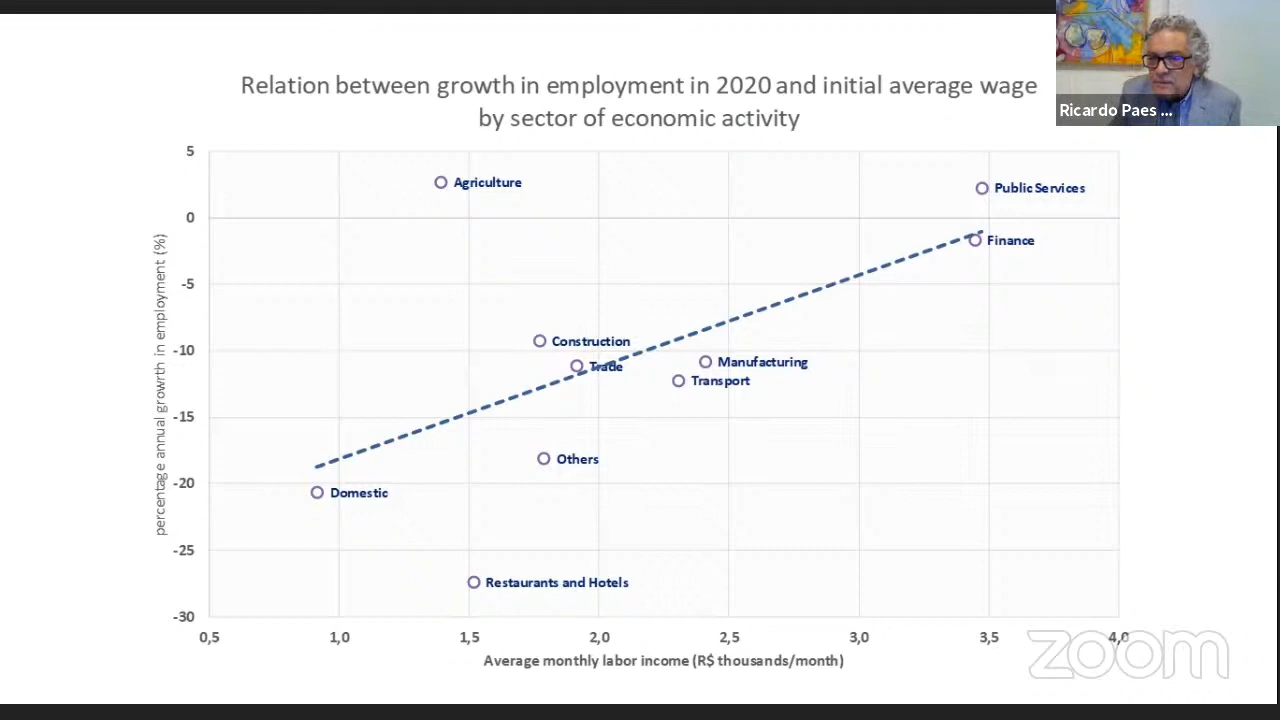 Relation between growth in employment in 2020 and initial average wage
by sector of economic activity
Ricardo Paes ...
5
0
-5
-10
-15
-20
-25
-30
percentage annual growrth in employment (%)
Agriculture
Public Services
Finance
Construction
Trade
Manufacturing
Transport
Others
Domestic
Restaurants and Hotels
0,5 1,0 1,5 2,0 2,5 3,0 3,5 4,0
Average monthly labor income (R$ thousands/month)
zoom